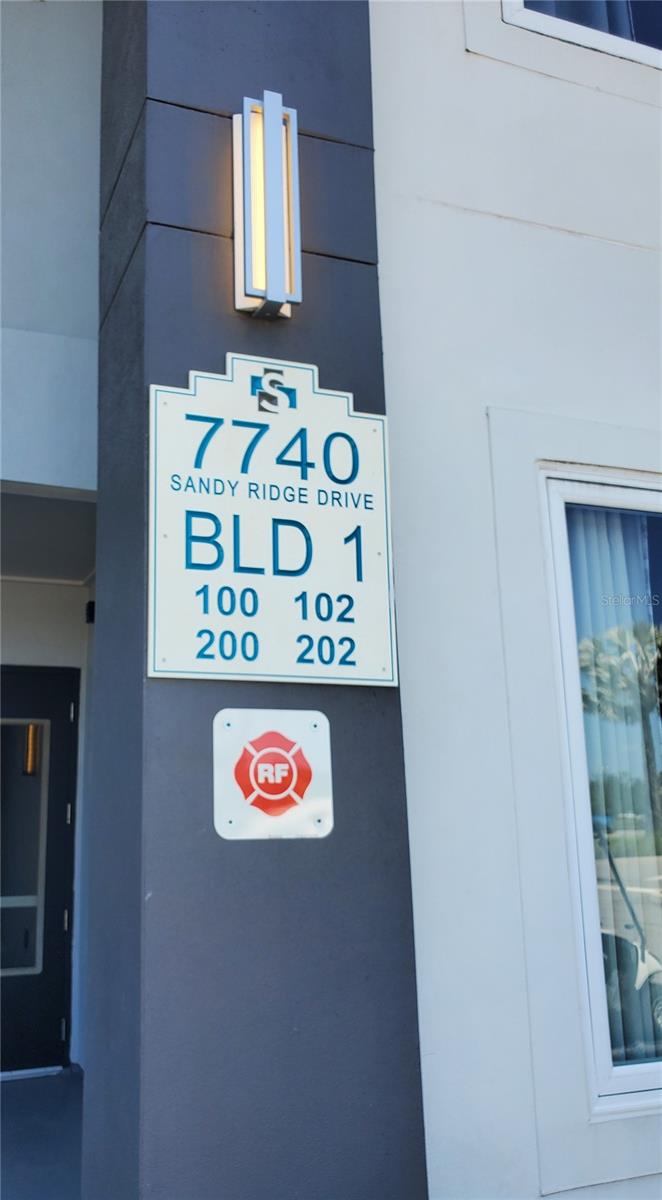 S
7740
SANDY RIDGE DRIVE
BLD 1
100 102
200 202
StellarMLS
RF